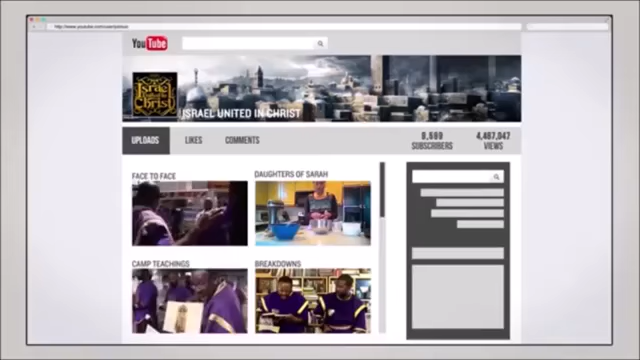 YouTube
Israel
United in
Christ
ISRAEL UNITED IN CHRIST
UPLOADS LIKES COMMENTS
SUBSCRIBERS
4,467,047
VIEWS
FACE TO FACE
DAUGHTERS OF SARAH
CAMP TEACHINGS
BREAKDOWNS